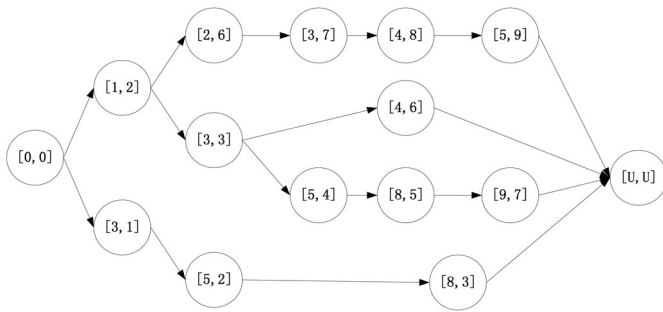 [2,6] [3,7] [4,8] [5,9]
[1,2]
[4,6]
[3,3]
[0,0]
[U,U]
[5,4] [8,5] [9,7]
[3,1]
[5,2] [8,3]